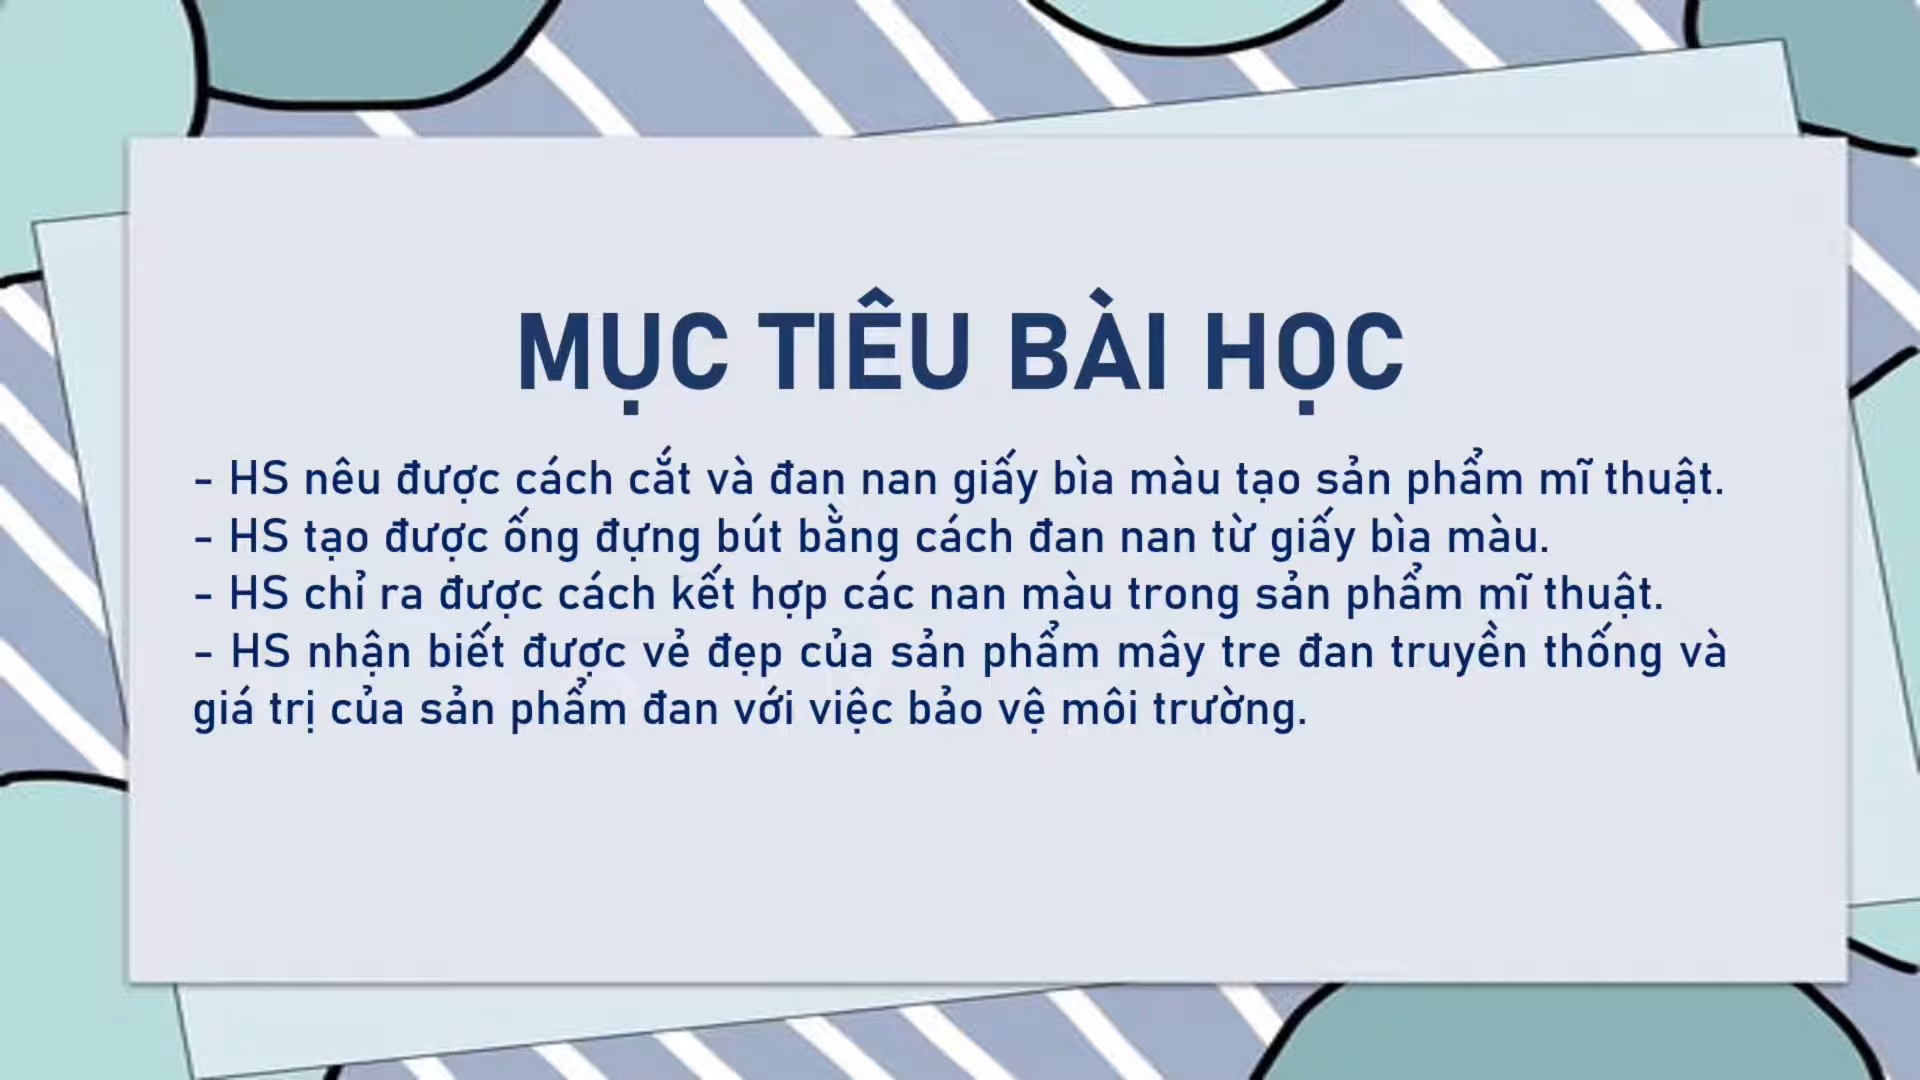 MỤC TIÊU BÀI HỌC
- HS nêu được cách cắt và đan nan giấy bìa màu tạo sản phẩm mĩ thuật.
- HS tạo được ống đựng bút bằng cách đan nan từ giấy bìa màu.
- HS chỉ ra được cách kết hợp các nan màu trong sản phẩm mĩ thuật.
- HS nhận biết được vẻ đẹp của sản phẩm mây tre đan truyền thống và
giá trị của sản phẩm đan với việc bảo vệ môi trường.